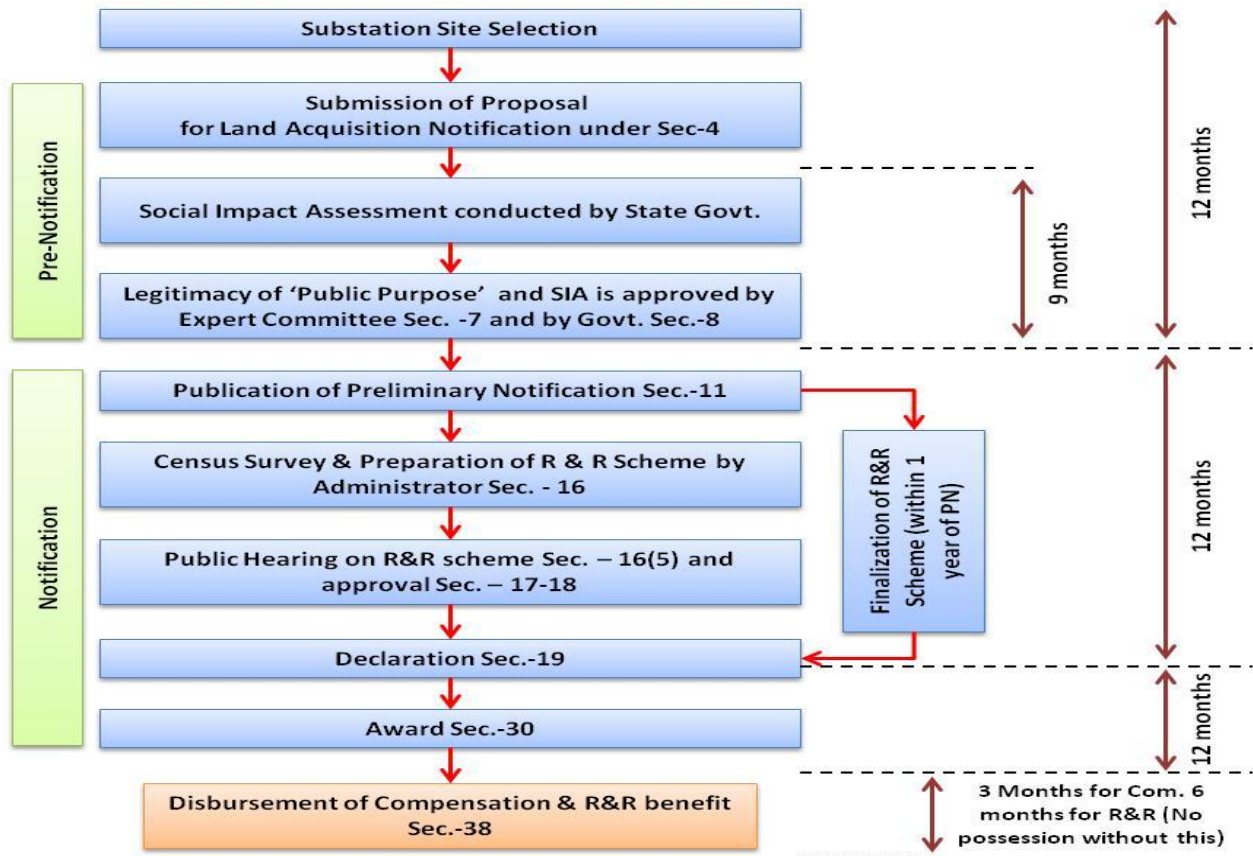 Substation Site Selection
Submission of Proposal
for Land Acquisition Notification under Sec-4
Social Impact Assessment conducted by State Govt.
Legitimacy of ‘Public Purpose’ and SIA is approved by
Expert Committee Sec. -7 and by Govt. Sec.-8
Pre-Notification
9 months
12 months
Publication of Preliminary Notification Sec.-11
Census Survey & Preparation of R & R Scheme by
Administrator Sec. - 16
Public Hearing on R&R scheme Sec. – 16(5) and
approval Sec. – 17-18
Declaration Sec.-19
Award Sec.-30
Notification
Finalization of R&R
Scheme (within 1
year of PN)
12 months
12 months
Disbursement of Compensation & R&R benefit
Sec.-38
3 Months for Com. 6
months for R&R (No
possession without this)